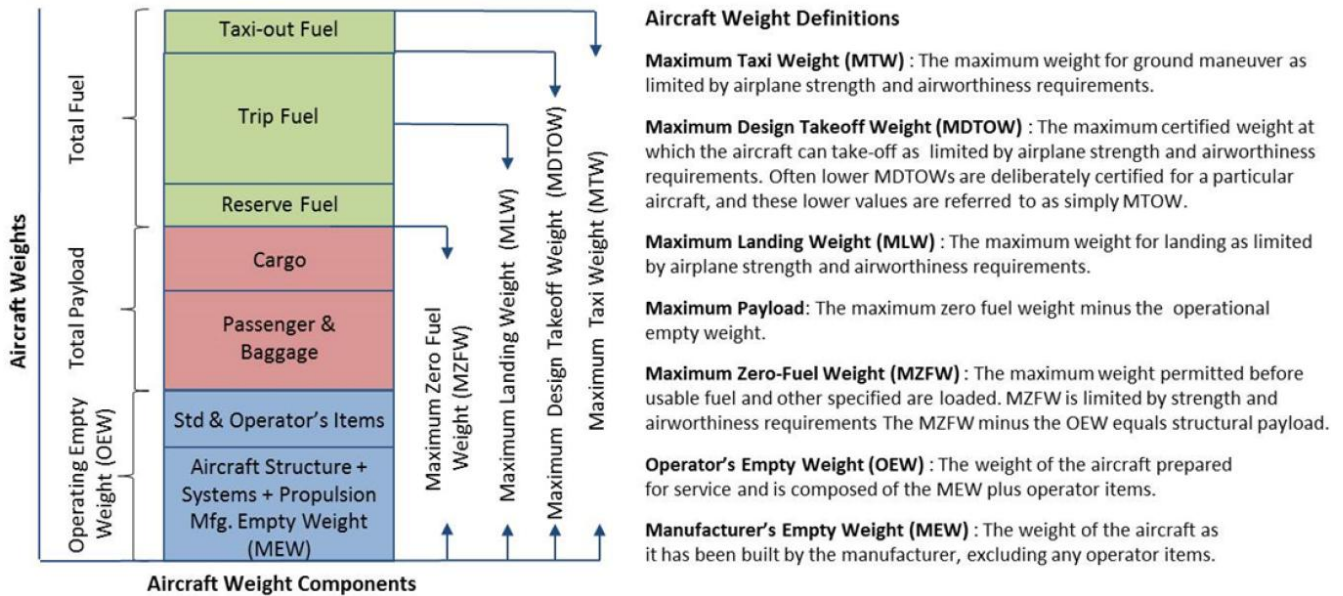 Aircraft Weights
Total Fuel
Total Payload
Operating Empty
Weight (OEW)
Taxi-out Fuel
Trip Fuel
Reserve Fuel
Cargo
Passenger &
Baggage
Std & Operator's Items
Aircraft Structure +
Systems + Propulsion
Mfg. Empty Weight
(MEW)
Maximum Zero Fuel
Weight (MZFW)
Maximum Landing Weight (MLW)
Maximum Design Takeoff Weight (MDTOW)
Maximum Taxi Weight (MTW)
Aircraft Weight Components
Aircraft Weight Definitions
Maximum Taxi Weight (MTW) : The maximum weight for ground maneuver as
limited by airplane strength and airworthiness requirements.
Maximum Design Takeoff Weight (MDTOW) : The maximum certified weight at
which the aircraft can take-off as limited by airplane strength and airworthiness
requirements. Often lower MDTOWs are deliberately certified for a particular
aircraft, and these lower values are referred to as simply MTOW.
Maximum Landing Weight (MLW) : The maximum weight for landing as limited
by airplane strength and airworthiness requirements.
Maximum Payload: The maximum zero fuel weight minus the operational
empty weight.
Maximum Zero-Fuel Weight (MZFW) : The maximum weight permitted before
usable fuel and other specified are loaded. MZFW is limited by strength and
airworthiness requirements The MZFW minus the OEW equals structural payload.
Operator's Empty Weight (OEW) : The weight of the aircraft prepared
for service and is composed of the MEW plus operator items.
Manufacturer's Empty Weight (MEW) : The weight of the aircraft as
it has been built by the manufacturer, excluding any operator items.